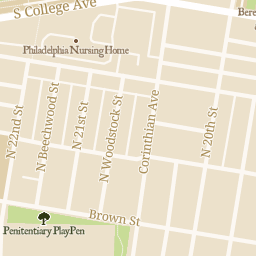 S College Ave
Bere
Philadelphia Nursing Home
N 22nd St
N Beechwood St
N 21st St
N Woodstock St
Corinthian Ave
N 20th St
Brown St
Penitentiary PlayPen